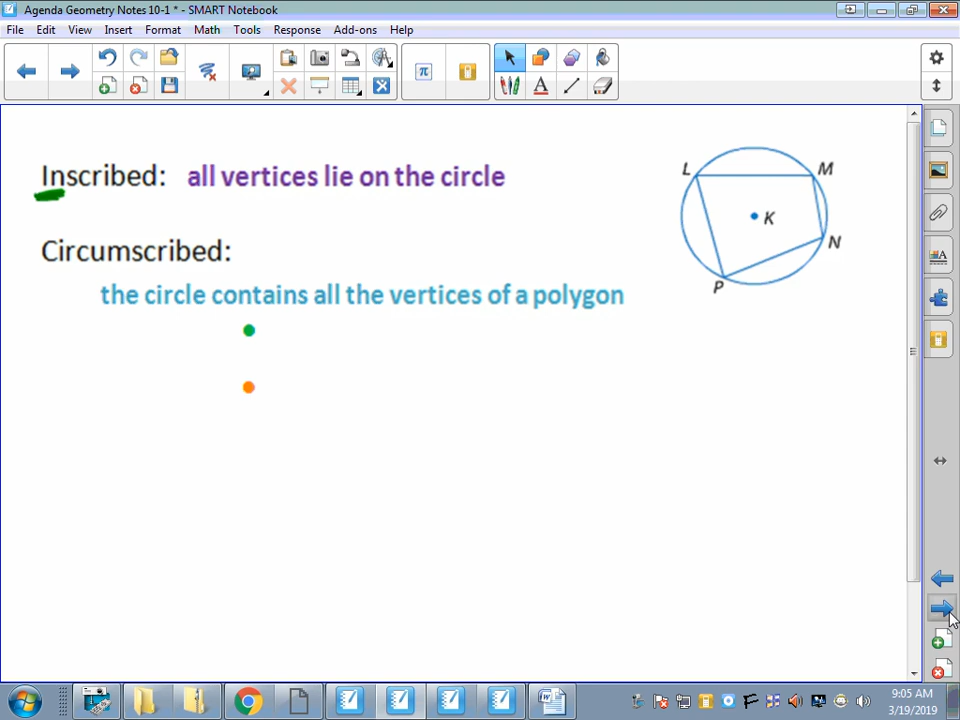 Agenda Geometry Notes 10-1 * - SMART Notebook
File Edit View Insert Format Math Tools Response Add-ons Help
π
A
Inscribed: all vertices lie on the circle
L M
K
N
P
Circumscribed:
the circle contains all the vertices of a polygon
9:05 AM
3/19/2019